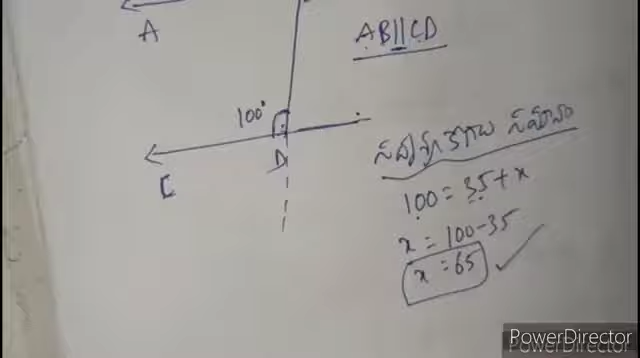 A
AB||CD
100°
C
D
సదృశ్య కోణాలు సమానం
100 = 35 + x
x = 100 - 35
x = 65
PowerDirector